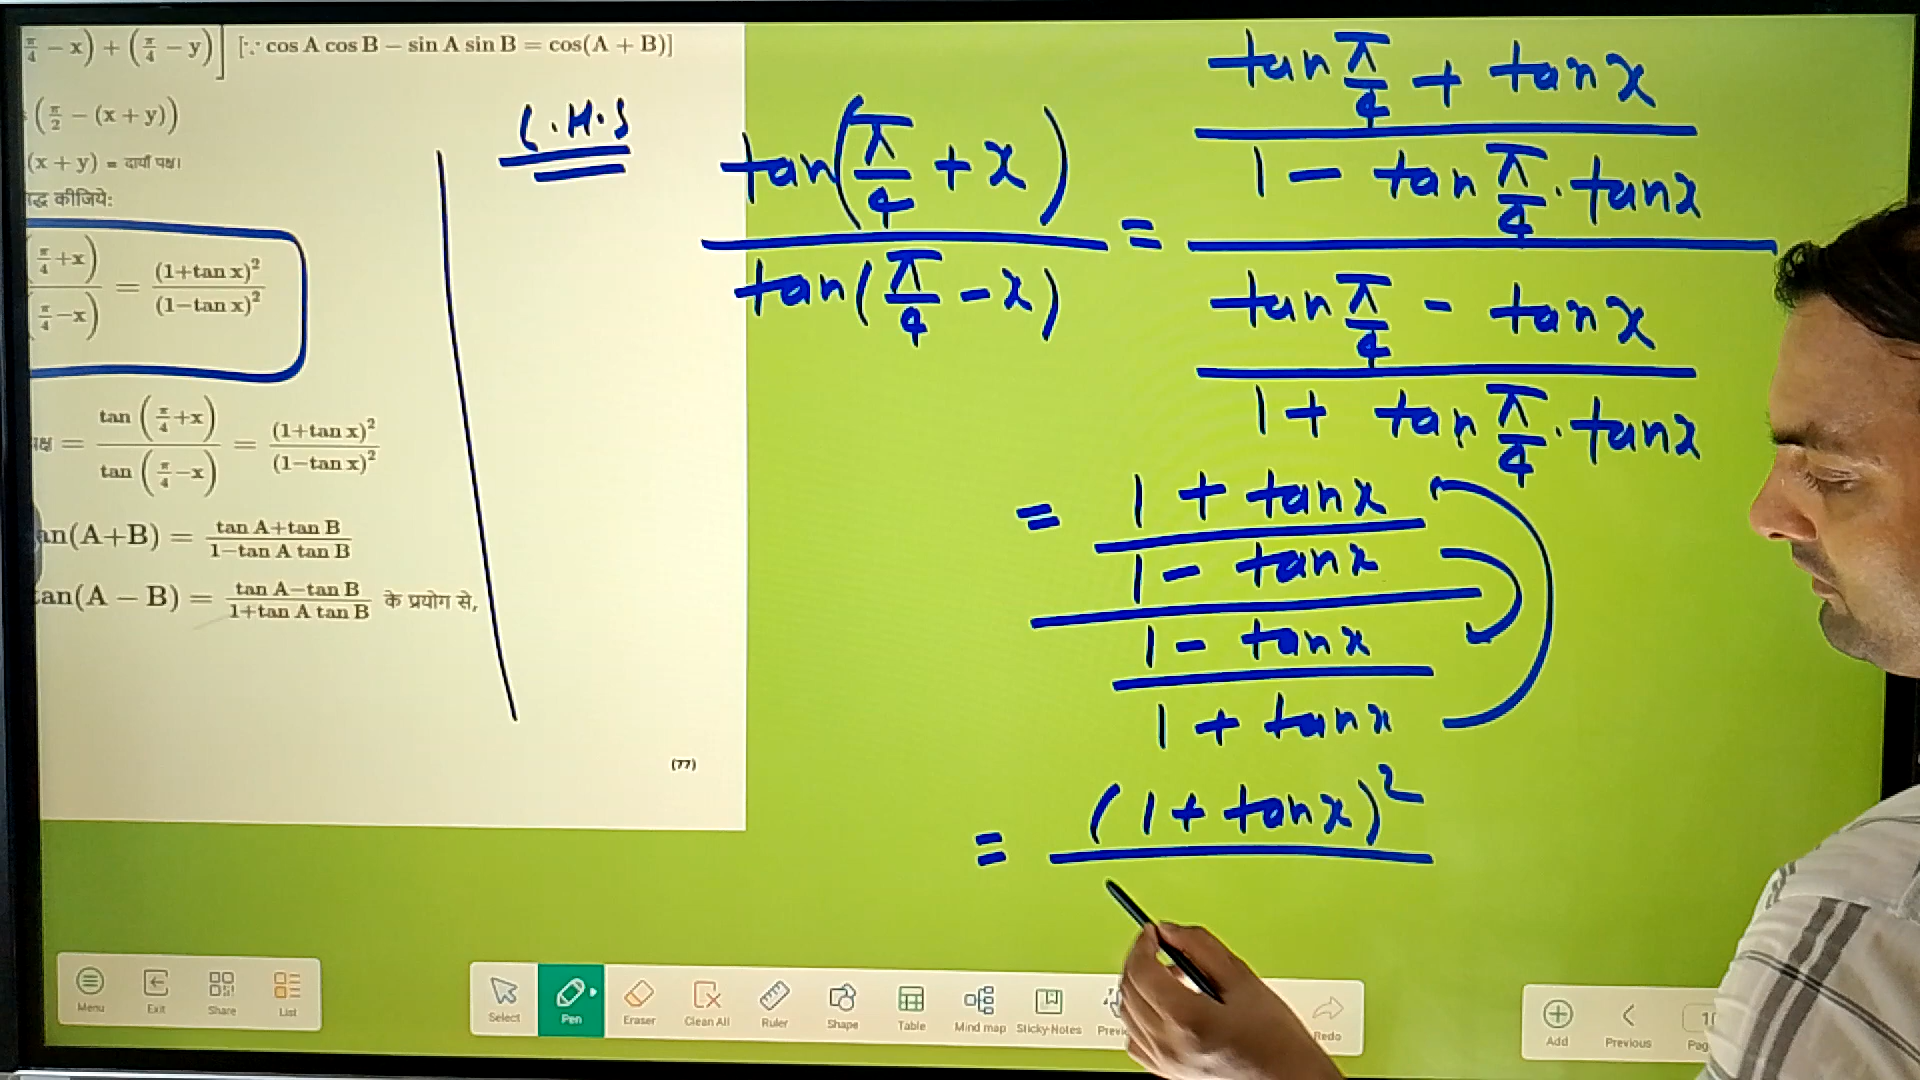 π/4 − x) + (π/4 − y)] [∵ cos A cos B − sin A sin B = cos(A + B)]
(π/2 − (x + y))
(x + y) = दायाँ पक्ष।
द्ध कीजिये:
(π/4 +x) / (π/4 −x) = (1+tan x)² / (1−tan x)²
क्ष = tan (π/4 +x) / tan (π/4 −x) = (1+tan x)² / (1−tan x)²
an(A+B) = tan A+tan B / 1−tan A tan B
tan(A − B) = tan A−tan B / 1+tan A tan B के प्रयोग से,
(77)
L.H.S
tan(π/4 + x) / tan(π/4 − x) = (tan π/4 + tan x / 1 − tan π/4 . tan x) / (tan π/4 − tan x / 1 + tan π/4 . tan x)
= (1 + tan x / 1 − tan x) / (1 − tan x / 1 + tan x)
= (1 + tan x)²
Menu Exit Share List
Select Pen Eraser Clean All Ruler Shape Table Mind map Sticky-Notes Previ Redo
Add Previous Pag